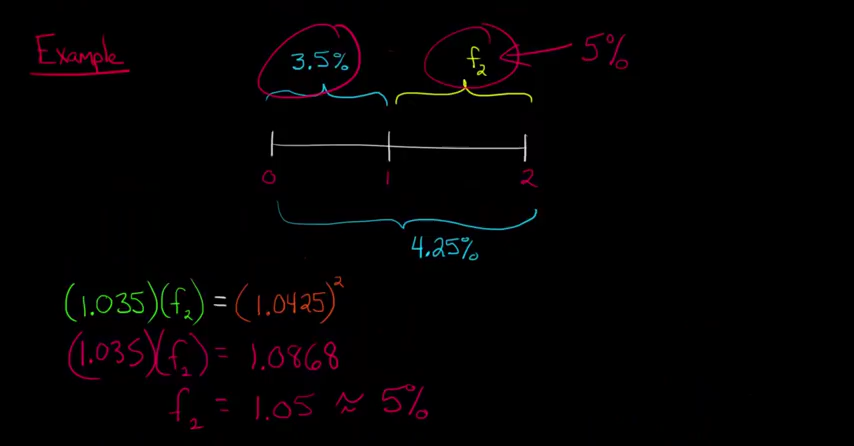 Example
3.5%
f₂
5%
0 1 2
4.25%
(1.035)(f₂) = (1.0425)²
(1.035)(f₂) = 1.0868
f₂ = 1.05 ≈ 5%